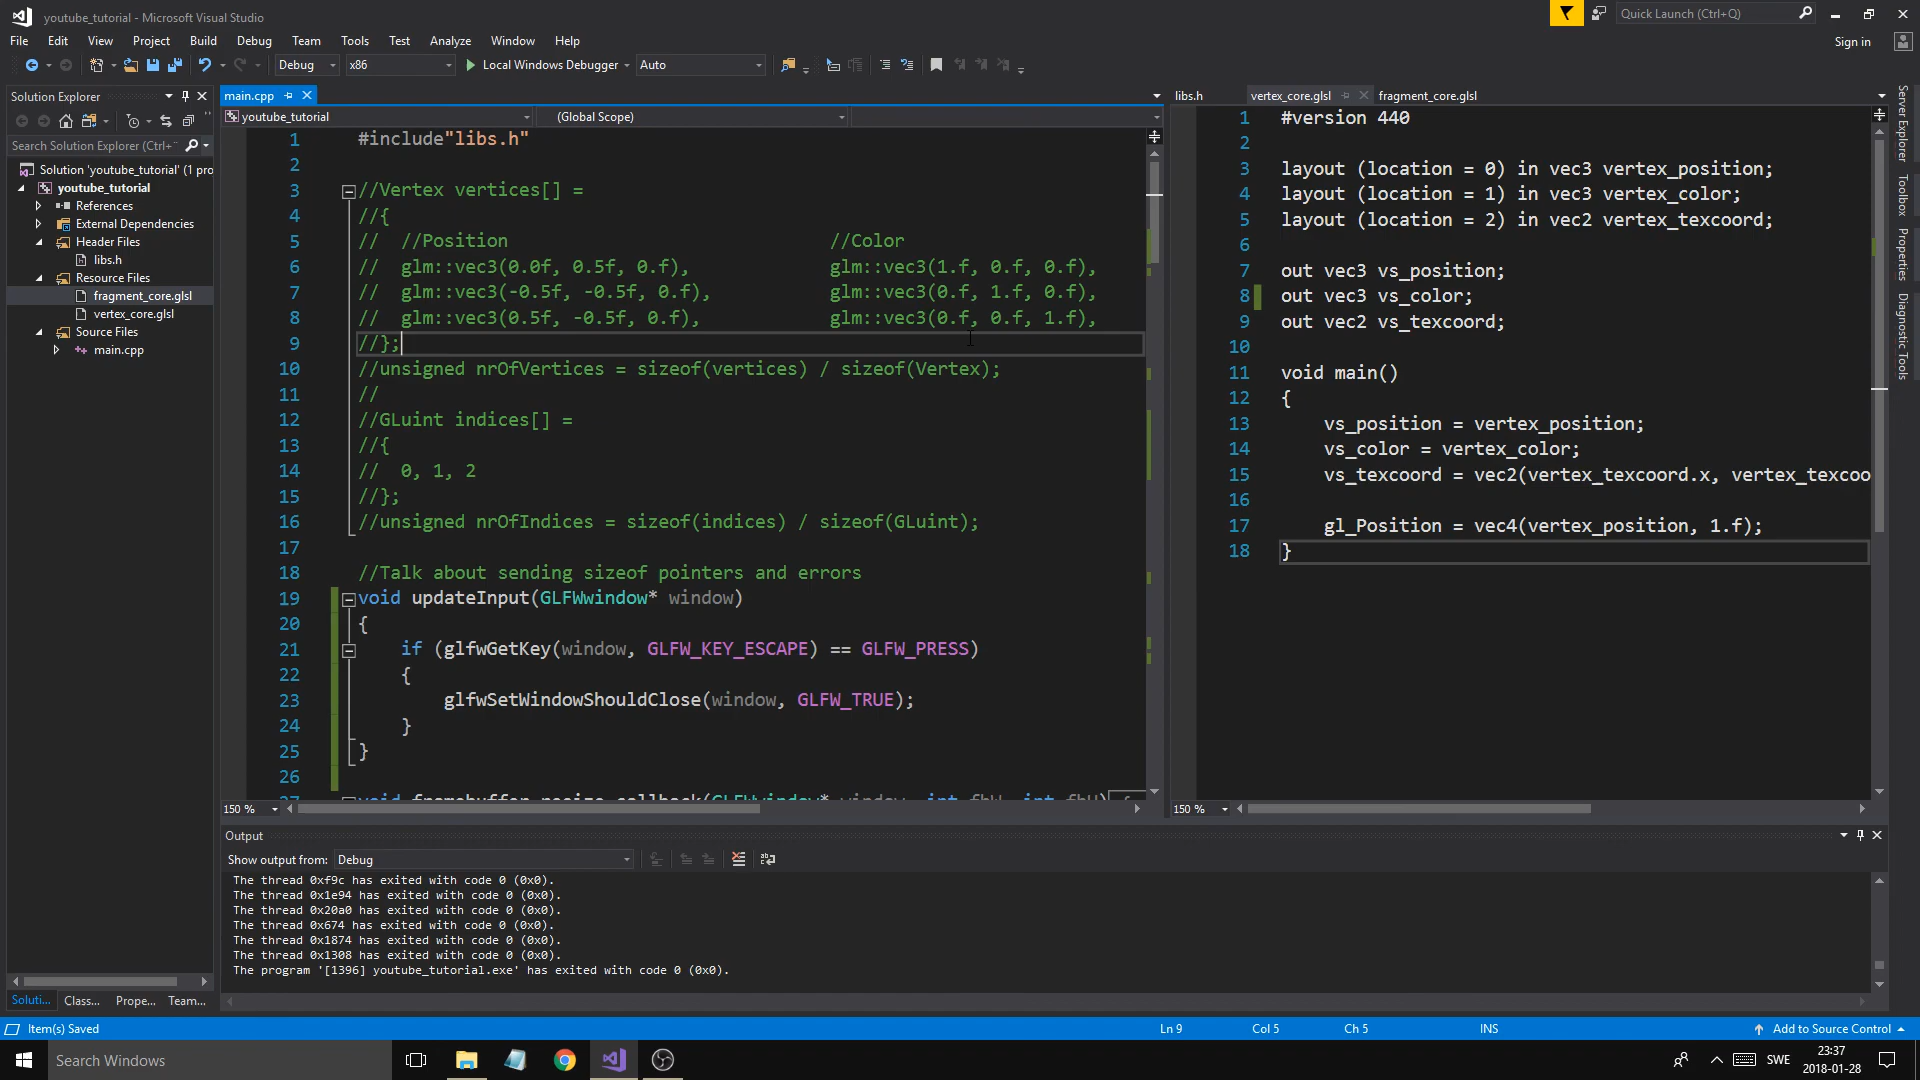 youtube_tutorial - Microsoft Visual Studio
Quick Launch (Ctrl+Q)
File Edit View Project Build Debug Team Tools Test Analyze Window Help
Sign in
Debug x86 Local Windows Debugger Auto
Solution Explorer
Search Solution Explorer (Ctrl+
Solution 'youtube_tutorial' (1 pro
youtube_tutorial
References
External Dependencies
Header Files
libs.h
Resource Files
fragment_core.glsl
vertex_core.glsl
Source Files
main.cpp
Soluti... Class... Prope... Team...
main.cpp
youtube_tutorial (Global Scope)
1 #include"libs.h"
2
3 //Vertex vertices[] =
4 //{
5 // //Position //Color
6 // glm::vec3(0.0f, 0.5f, 0.f), glm::vec3(1.f, 0.f, 0.f),
7 // glm::vec3(-0.5f, -0.5f, 0.f), glm::vec3(0.f, 1.f, 0.f),
8 // glm::vec3(0.5f, -0.5f, 0.f), glm::vec3(0.f, 0.f, 1.f),
9 //};
10 //unsigned nrOfVertices = sizeof(vertices) / sizeof(Vertex);
11 //
12 //GLuint indices[] =
13 //{
14 // 0, 1, 2
15 //};
16 //unsigned nrOfIndices = sizeof(indices) / sizeof(GLuint);
17
18 //Talk about sending sizeof pointers and errors
19 void updateInput(GLFWwindow* window)
20 {
21 if (glfwGetKey(window, GLFW_KEY_ESCAPE) == GLFW_PRESS)
22 {
23 glfwSetWindowShouldClose(window, GLFW_TRUE);
24 }
25 }
26
27 void framebuffer_resize_callback(GLFWwindow* window, int fbW, int fbH)
150 %
libs.h vertex_core.glsl fragment_core.glsl
1 #version 440
2
3 layout (location = 0) in vec3 vertex_position;
4 layout (location = 1) in vec3 vertex_color;
5 layout (location = 2) in vec2 vertex_texcoord;
6
7 out vec3 vs_position;
8 out vec3 vs_color;
9 out vec2 vs_texcoord;
10
11 void main()
12 {
13 vs_position = vertex_position;
14 vs_color = vertex_color;
15 vs_texcoord = vec2(vertex_texcoord.x, vertex_texcoo
16
17 gl_Position = vec4(vertex_position, 1.f);
18 }
150 %
Server Explorer
Toolbox
Properties
Diagnostic Tools
Output
Show output from: Debug
The thread 0xf9c has exited with code 0 (0x0).
The thread 0x1e94 has exited with code 0 (0x0).
The thread 0x20a0 has exited with code 0 (0x0).
The thread 0x674 has exited with code 0 (0x0).
The thread 0x1874 has exited with code 0 (0x0).
The thread 0x1308 has exited with code 0 (0x0).
The program '[1396] youtube_tutorial.exe' has exited with code 0 (0x0).
Item(s) Saved Ln 9 Col 5 Ch 5 INS Add to Source Control
Search Windows
SWE
23:37
2018-01-28